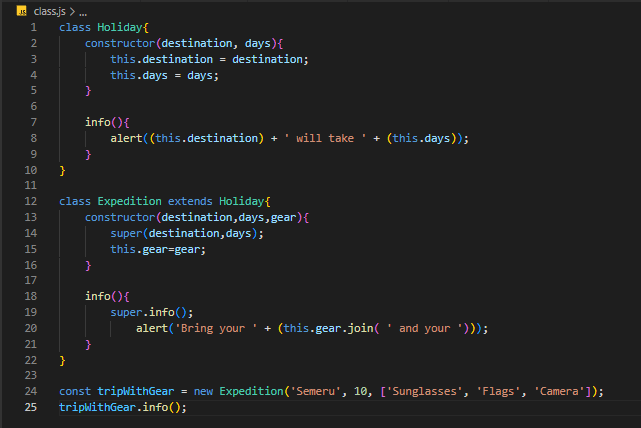 JS class.js > ...
1 class Holiday{
2     constructor(destination, days){
3         this.destination = destination;
4         this.days = days;
5     }
6
7     info(){
8         alert((this.destination) + ' will take ' + (this.days));
9     }
10 }
11
12 class Expedition extends Holiday{
13     constructor(destination,days,gear){
14         super(destination,days);
15         this.gear=gear;
16     }
17
18     info(){
19         super.info();
20             alert('Bring your ' + (this.gear.join( ' and your ')));
21     }
22 }
23
24 const tripWithGear = new Expedition('Semeru', 10, ['Sunglasses', 'Flags', 'Camera']);
25 tripWithGear.info();